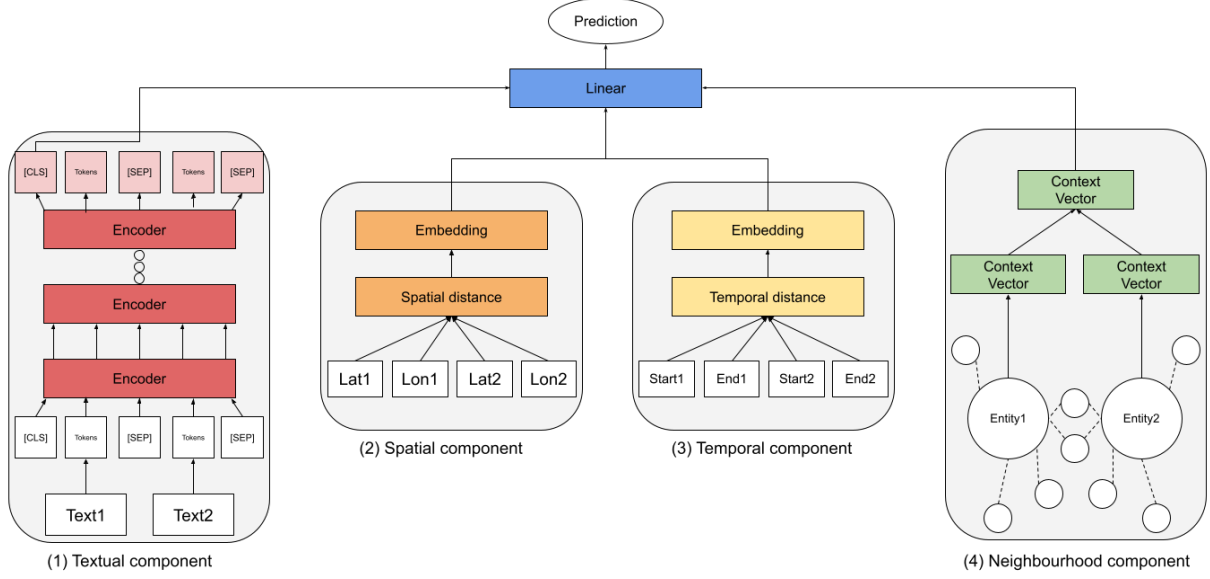 Prediction
Linear
[CLS] Tokens [SEP] Tokens [SEP]
Encoder
Encoder
Encoder
[CLS] Tokens [SEP] Tokens [SEP]
Text1 Text2
(1) Textual component
Embedding
Spatial distance
Lat1 Lon1 Lat2 Lon2
(2) Spatial component
Embedding
Temporal distance
Start1 End1 Start2 End2
(3) Temporal component
Context
Vector
Context
Vector
Context
Vector
Entity1 Entity2
(4) Neighbourhood component